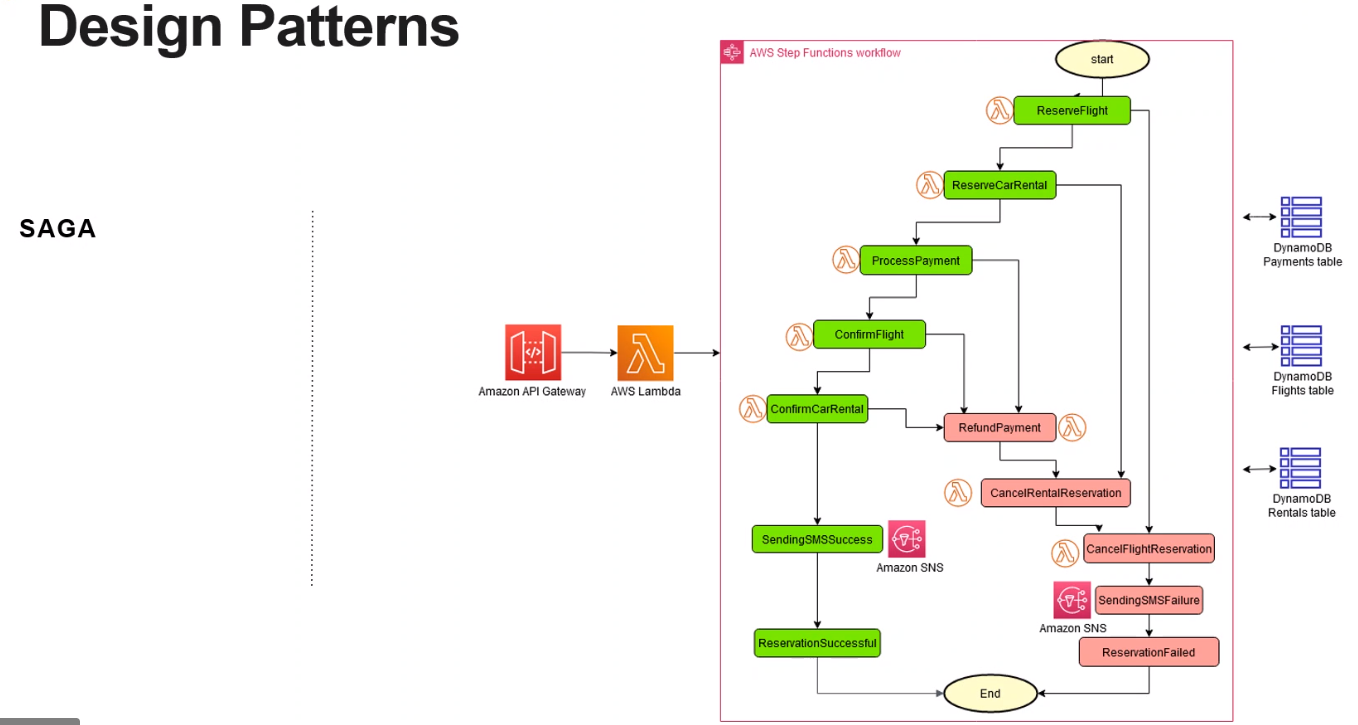 Design Patterns
SAGA
Amazon API Gateway
AWS Lambda
AWS Step Functions workflow
start
ReserveFlight
ReserveCarRental
ProcessPayment
ConfirmFlight
ConfirmCarRental
RefundPayment
CancelRentalReservation
SendingSMSSuccess
Amazon SNS
CancelFlightReservation
SendingSMSFailure
Amazon SNS
ReservationSuccessful
ReservationFailed
End
DynamoDB
Payments table
DynamoDB
Flights table
DynamoDB
Rentals table